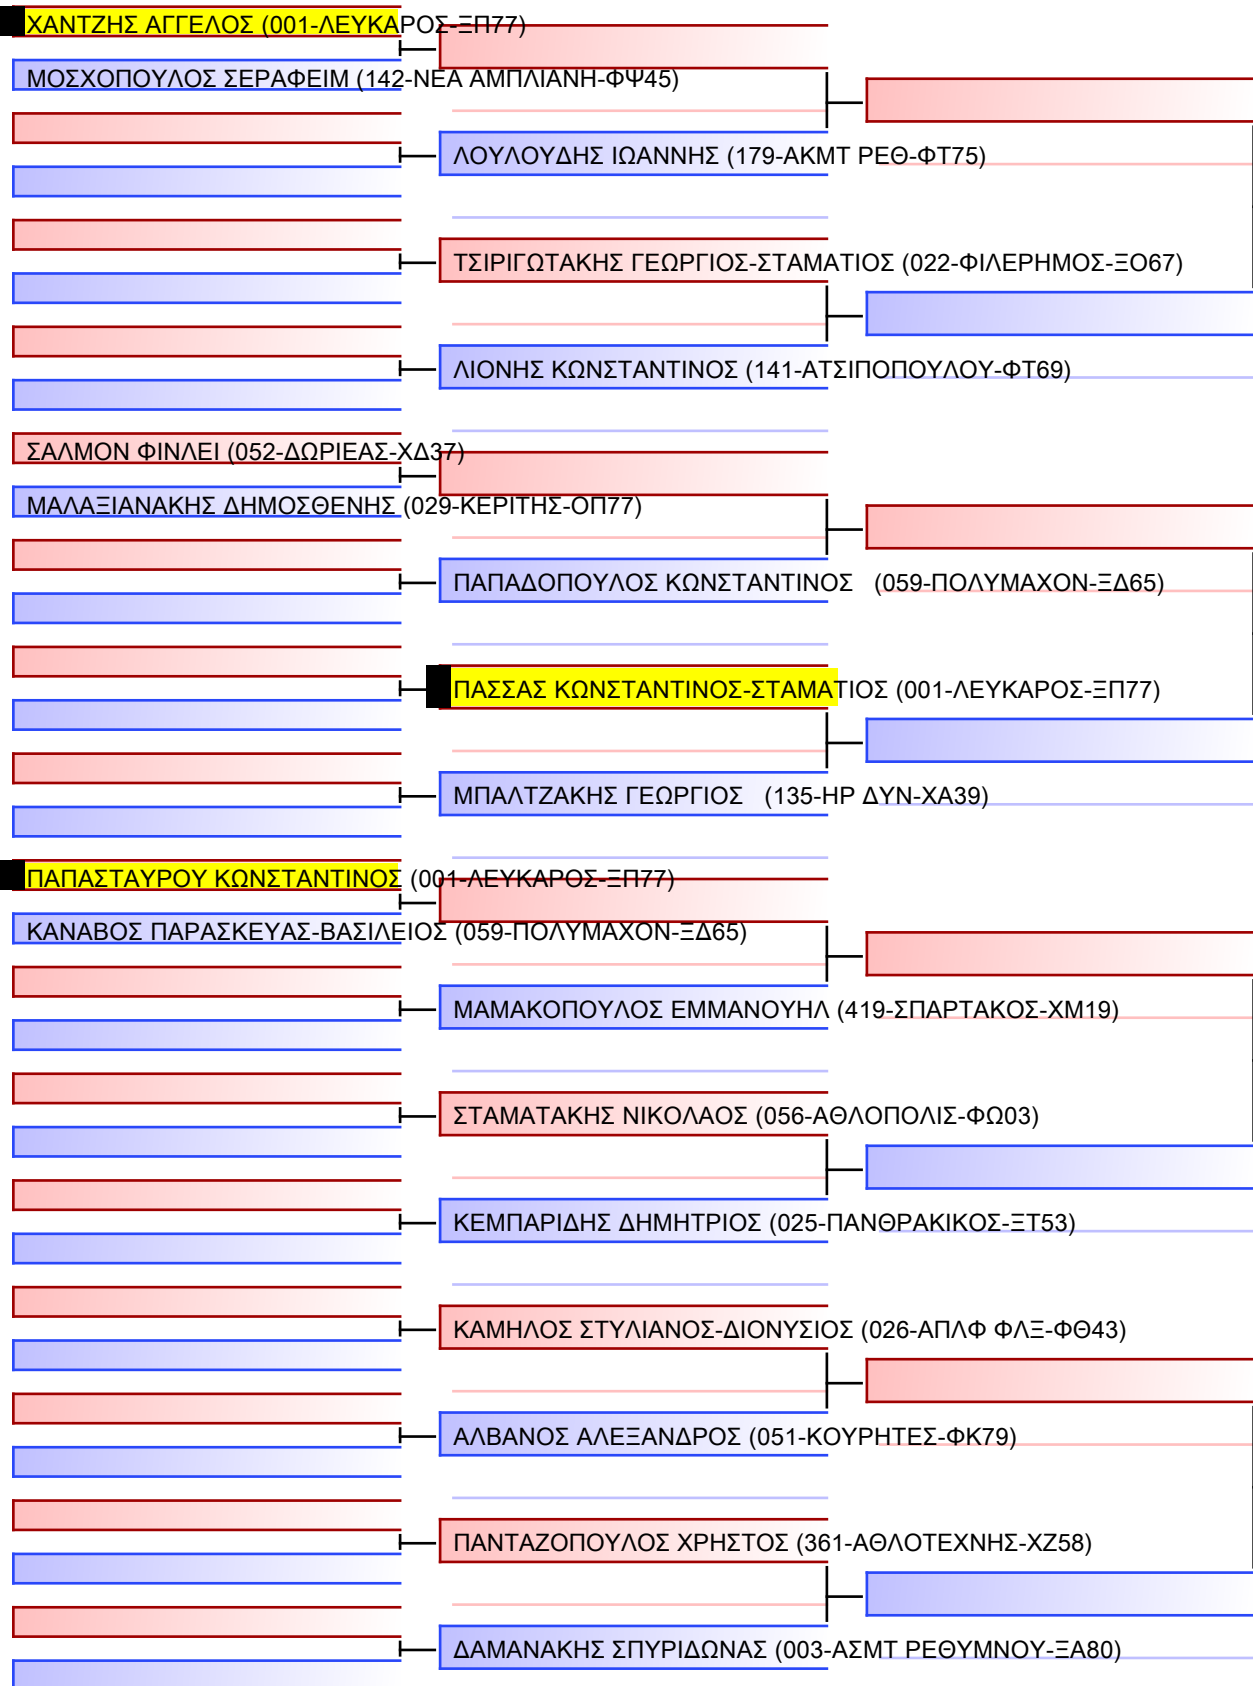 ΧΑΝΤΖΗΣ ΑΓΓΕΛΟΣ (001-ΛΕΥΚΑΡΟΣ-ΞΠ77)
ΜΟΣΧΟΠΟΥΛΟΣ ΣΕΡΑΦΕΙΜ (142-ΝΕΑ ΑΜΠΛΙΑΝΗ-ΦΨ45)
ΛΟΥΛΟΥΔΗΣ ΙΩΑΝΝΗΣ (179-ΑΚΜΤ ΡΕΘ-ΦΤ75)
ΤΣΙΡΙΓΩΤΑΚΗΣ ΓΕΩΡΓΙΟΣ-ΣΤΑΜΑΤΙΟΣ (022-ΦΙΛΕΡΗΜΟΣ-ΞΟ67)
ΛΙΟΝΗΣ ΚΩΝΣΤΑΝΤΙΝΟΣ (141-ΑΤΣΙΠΟΠΟΥΛΟΥ-ΦΤ69)
ΣΑΛΜΟΝ ΦΙΝΛΕΙ (052-ΔΩΡΙΕΑΣ-ΧΔ37)
ΜΑΛΑΞΙΑΝΑΚΗΣ ΔΗΜΟΣΘΕΝΗΣ (029-ΚΕΡΙΤΗΣ-ΟΠ77)
ΠΑΠΑΔΟΠΟΥΛΟΣ ΚΩΝΣΤΑΝΤΙΝΟΣ (059-ΠΟΛΥΜΑΧΟΝ-ΞΔ65)
ΠΑΣΣΑΣ ΚΩΝΣΤΑΝΤΙΝΟΣ-ΣΤΑΜΑΤΙΟΣ (001-ΛΕΥΚΑΡΟΣ-ΞΠ77)
ΜΠΑΛΤΖΑΚΗΣ ΓΕΩΡΓΙΟΣ (135-ΗΡ ΔΥΝ-ΧΑ39)
ΠΑΠΑΣΤΑΥΡΟΥ ΚΩΝΣΤΑΝΤΙΝΟΣ (001-ΛΕΥΚΑΡΟΣ-ΞΠ77)
ΚΑΝΑΒΟΣ ΠΑΡΑΣΚΕΥΑΣ-ΒΑΣΙΛΕΙΟΣ (059-ΠΟΛΥΜΑΧΟΝ-ΞΔ65)
ΜΑΜΑΚΟΠΟΥΛΟΣ ΕΜΜΑΝΟΥΗΛ (419-ΣΠΑΡΤΑΚΟΣ-ΧΜ19)
ΣΤΑΜΑΤΑΚΗΣ ΝΙΚΟΛΑΟΣ (056-ΑΘΛΟΠΟΛΙΣ-ΦΩ03)
ΚΕΜΠΑΡΙΔΗΣ ΔΗΜΗΤΡΙΟΣ (025-ΠΑΝΘΡΑΚΙΚΟΣ-ΞΤ53)
ΚΑΜΗΛΟΣ ΣΤΥΛΙΑΝΟΣ-ΔΙΟΝΥΣΙΟΣ (026-ΑΠΛΦ ΦΛΞ-ΦΘ43)
ΑΛΒΑΝΟΣ ΑΛΕΞΑΝΔΡΟΣ (051-ΚΟΥΡΗΤΕΣ-ΦΚ79)
ΠΑΝΤΑΖΟΠΟΥΛΟΣ ΧΡΗΣΤΟΣ (361-ΑΘΛΟΤΕΧΝΗΣ-ΧΖ58)
ΔΑΜΑΝΑΚΗΣ ΣΠΥΡΙΔΩΝΑΣ (003-ΑΣΜΤ ΡΕΘΥΜΝΟΥ-ΞΑ80)